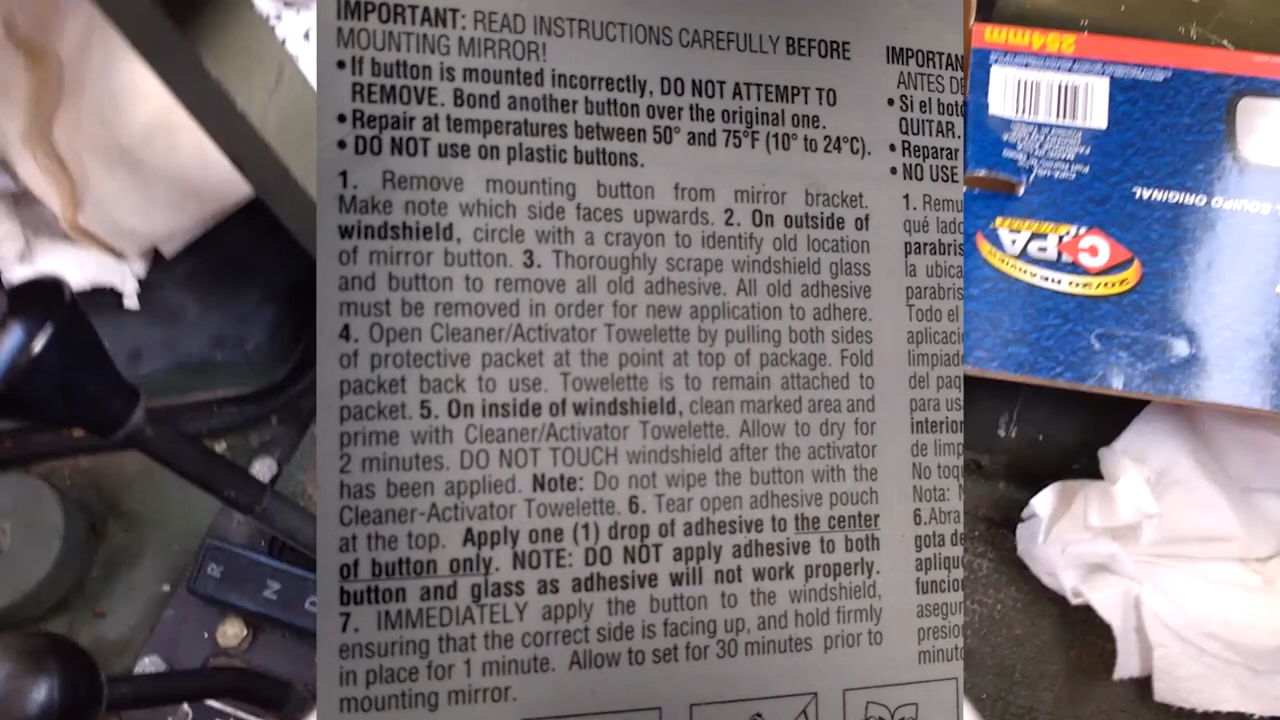 IMPORTANT: READ INSTRUCTIONS CAREFULLY BEFORE
MOUNTING MIRROR!
• If button is mounted incorrectly, DO NOT ATTEMPT TO
REMOVE. Bond another button over the original one.
• Repair at temperatures between 50° and 75°F (10° to 24°C).
• DO NOT use on plastic buttons.
1. Remove mounting button from mirror bracket.
Make note which side faces upwards. 2. On outside of
windshield, circle with a crayon to identify old location
of mirror button. 3. Thoroughly scrape windshield glass
and button to remove all old adhesive. All old adhesive
must be removed in order for new application to adhere.
4. Open Cleaner/Activator Towelette by pulling both sides
of protective packet at the point at top of package. Fold
packet back to use. Towelette is to remain attached to
packet. 5. On inside of windshield, clean marked area and
prime with Cleaner/Activator Towelette. Allow to dry for
2 minutes. DO NOT TOUCH windshield after the activator
has been applied. Note: Do not wipe the button with the
Cleaner-Activator Towelette. 6. Tear open adhesive pouch
at the top. Apply one (1) drop of adhesive to the center
of button only. NOTE: DO NOT apply adhesive to both
button and glass as adhesive will not work properly.
7. IMMEDIATELY apply the button to the windshield,
ensuring that the correct side is facing up, and hold firmly
in place for 1 minute. Allow to set for 30 minutes prior to
mounting mirror.
IMPORTAN
ANTES DE
• Si el bot
QUITAR.
• Reparar
• NO USE
1. Remu
qué lado
parabris
la ubica
parabris
Todo el
aplicaci
limpiad
del paq
para us
interior
de limp
No toq
Nota:
6. Abra
gota de
aplique
funcio
asegur
presio
minuto
254mm
EQUIPO ORIGINAL
CIPA
20/20 REARVIEW
R
N
D